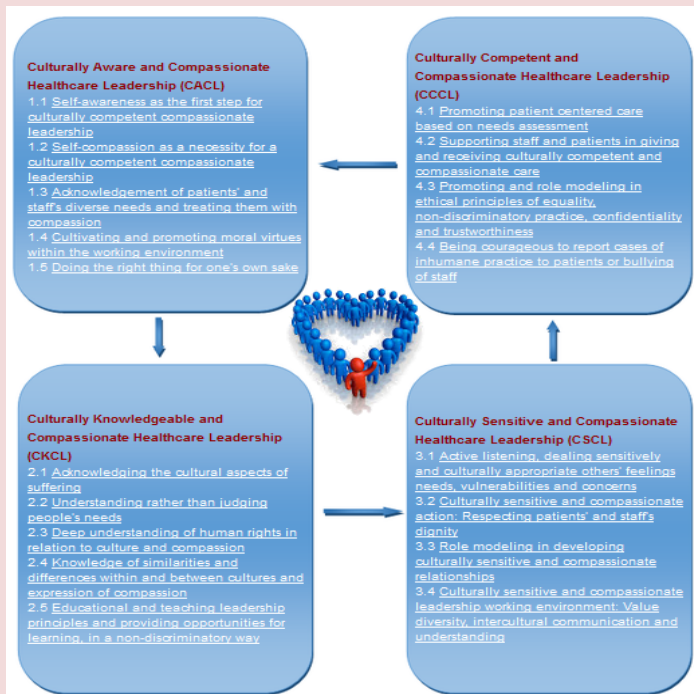 Culturally Aware and Compassionate
Healthcare Leadership (CACL)
1.1 Self-awareness as the first step for
culturally competent compassionate
leadership
1.2 Self-compassion as a necessity for a
culturally competent compassionate
leadership
1.3 Acknowledgement of patients' and
staff's diverse needs and treating them with
compassion
1.4 Cultivating and promoting moral virtues
within the working environment
1.5 Doing the right thing for one's own sake
Culturally Competent and
Compassionate Healthcare Leadership
(CCCL)
4.1 Promoting patient centered care
based on needs assessment
4.2 Supporting staff and patients in giving
and receiving culturally competent and
compassionate care
4.3 Promoting and role modeling in
ethical principles of equality,
non-discriminatory practice, confidentiality
and trustworthiness
4.4 Being courageous to report cases of
inhumane practice to patients or bullying
of staff
Culturally Knowledgeable and
Compassionate Healthcare Leadership
(CKCL)
2.1 Acknowledging the cultural aspects of
suffering
2.2 Understanding rather than judging
people's needs
2.3 Deep understanding of human rights in
relation to culture and compassion
2.4 Knowledge of similarities and
differences within and between cultures and
expression of compassion
2.5 Educational and teaching leadership
principles and providing opportunities for
learning, in a non-discriminatory way
Culturally Sensitive and Compassionate
Healthcare Leadership (CSCL)
3.1 Active listening, dealing sensitively
and culturally appropriate others' feelings
needs, vulnerabilities and concerns
3.2 Culturally sensitive and compassionate
action: Respecting patients' and staff's
dignity
3.3 Role modeling in developing
culturally sensitive and compassionate
relationships
3.4 Culturally sensitive and compassionate
leadership working environment: Value
diversity, intercultural communication and
understanding